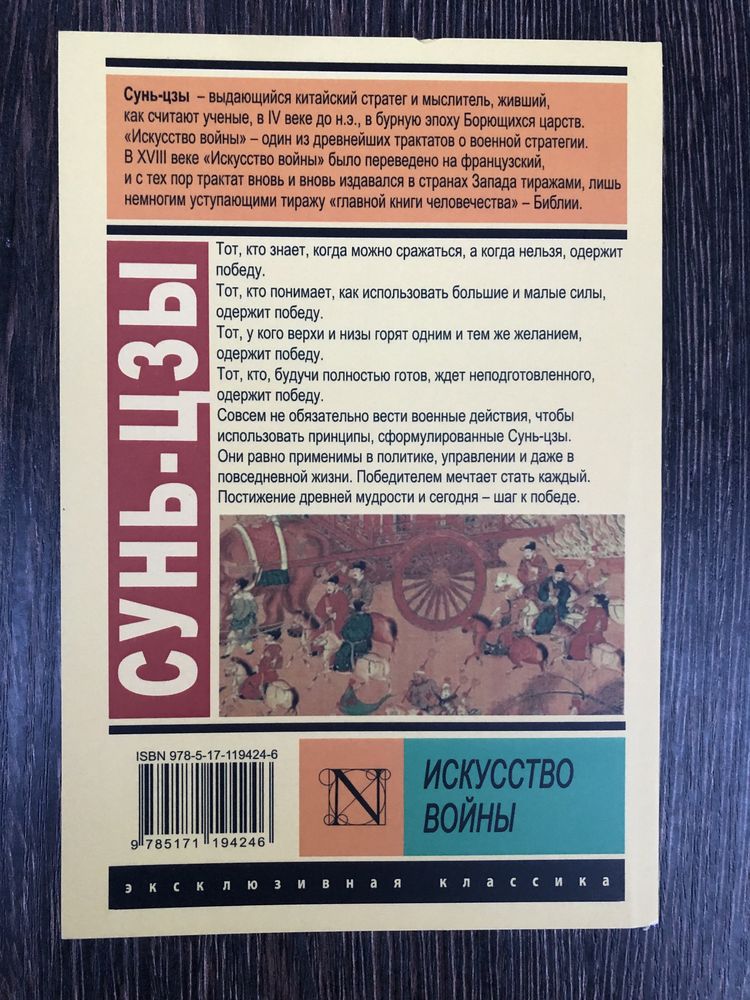 Сунь-цзы – выдающийся китайский стратег и мыслитель, живший,
как считают ученые, в IV веке до н.э., в бурную эпоху Борющихся царств.
«Искусство войны» – один из древнейших трактатов о военной стратегии.
В XVIII веке «Искусство войны» было переведено на французский,
и с тех пор трактат вновь и вновь издавался в странах Запада тиражами, лишь
немногим уступающими тиражу «главной книги человечества» – Библии.
СУНЬ-ЦЗЫ
Тот, кто знает, когда можно сражаться, а когда нельзя, одержит
победу.
Тот, кто понимает, как использовать большие и малые силы,
одержит победу.
Тот, у кого верхи и низы горят одним и тем же желанием,
одержит победу.
Тот, кто, будучи полностью готов, ждет неподготовленного,
одержит победу.
Совсем не обязательно вести военные действия, чтобы
использовать принципы, сформулированные Сунь-цзы.
Они равно применимы в политике, управлении и даже в
повседневной жизни. Победителем мечтает стать каждый.
Постижение древней мудрости и сегодня – шаг к победе.
ISBN 978-5-17-119424-6
9 785171 194246
N
ИСКУССТВО
ВОЙНЫ
эксклюзивная классика